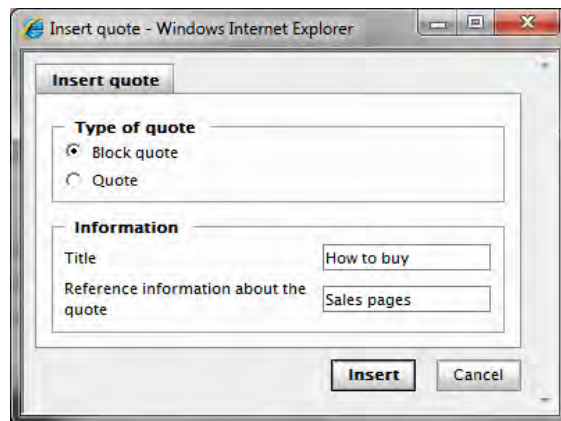 Insert quote - Windows Internet Explorer
Insert quote
Type of quote
Block quote
Quote
Information
Title
How to buy
Reference information about the
quote
Sales pages
Insert
Cancel